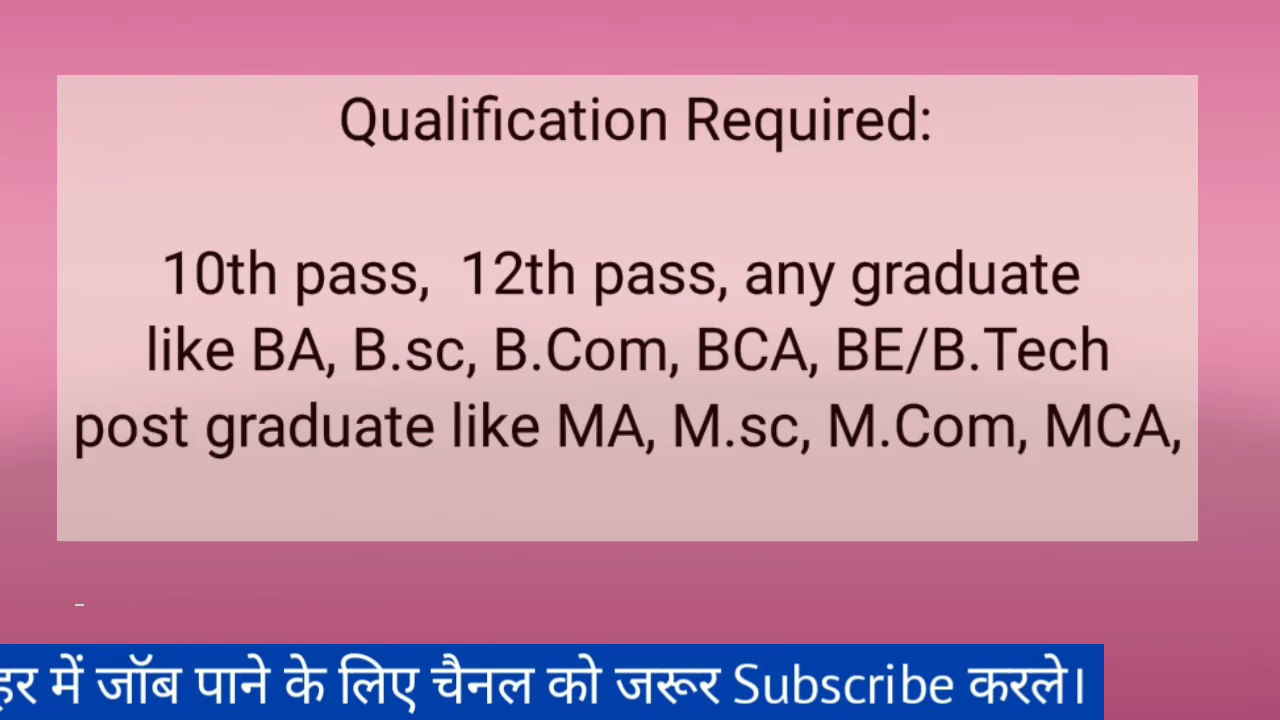 Qualification Required:
10th pass, 12th pass, any graduate
like BA, B.sc, B.Com, BCA, BE/B.Tech
post graduate like MA, M.sc, M.Com, MCA,
में जॉब पाने के लिए चैनल को जरूर Subscribe करले।